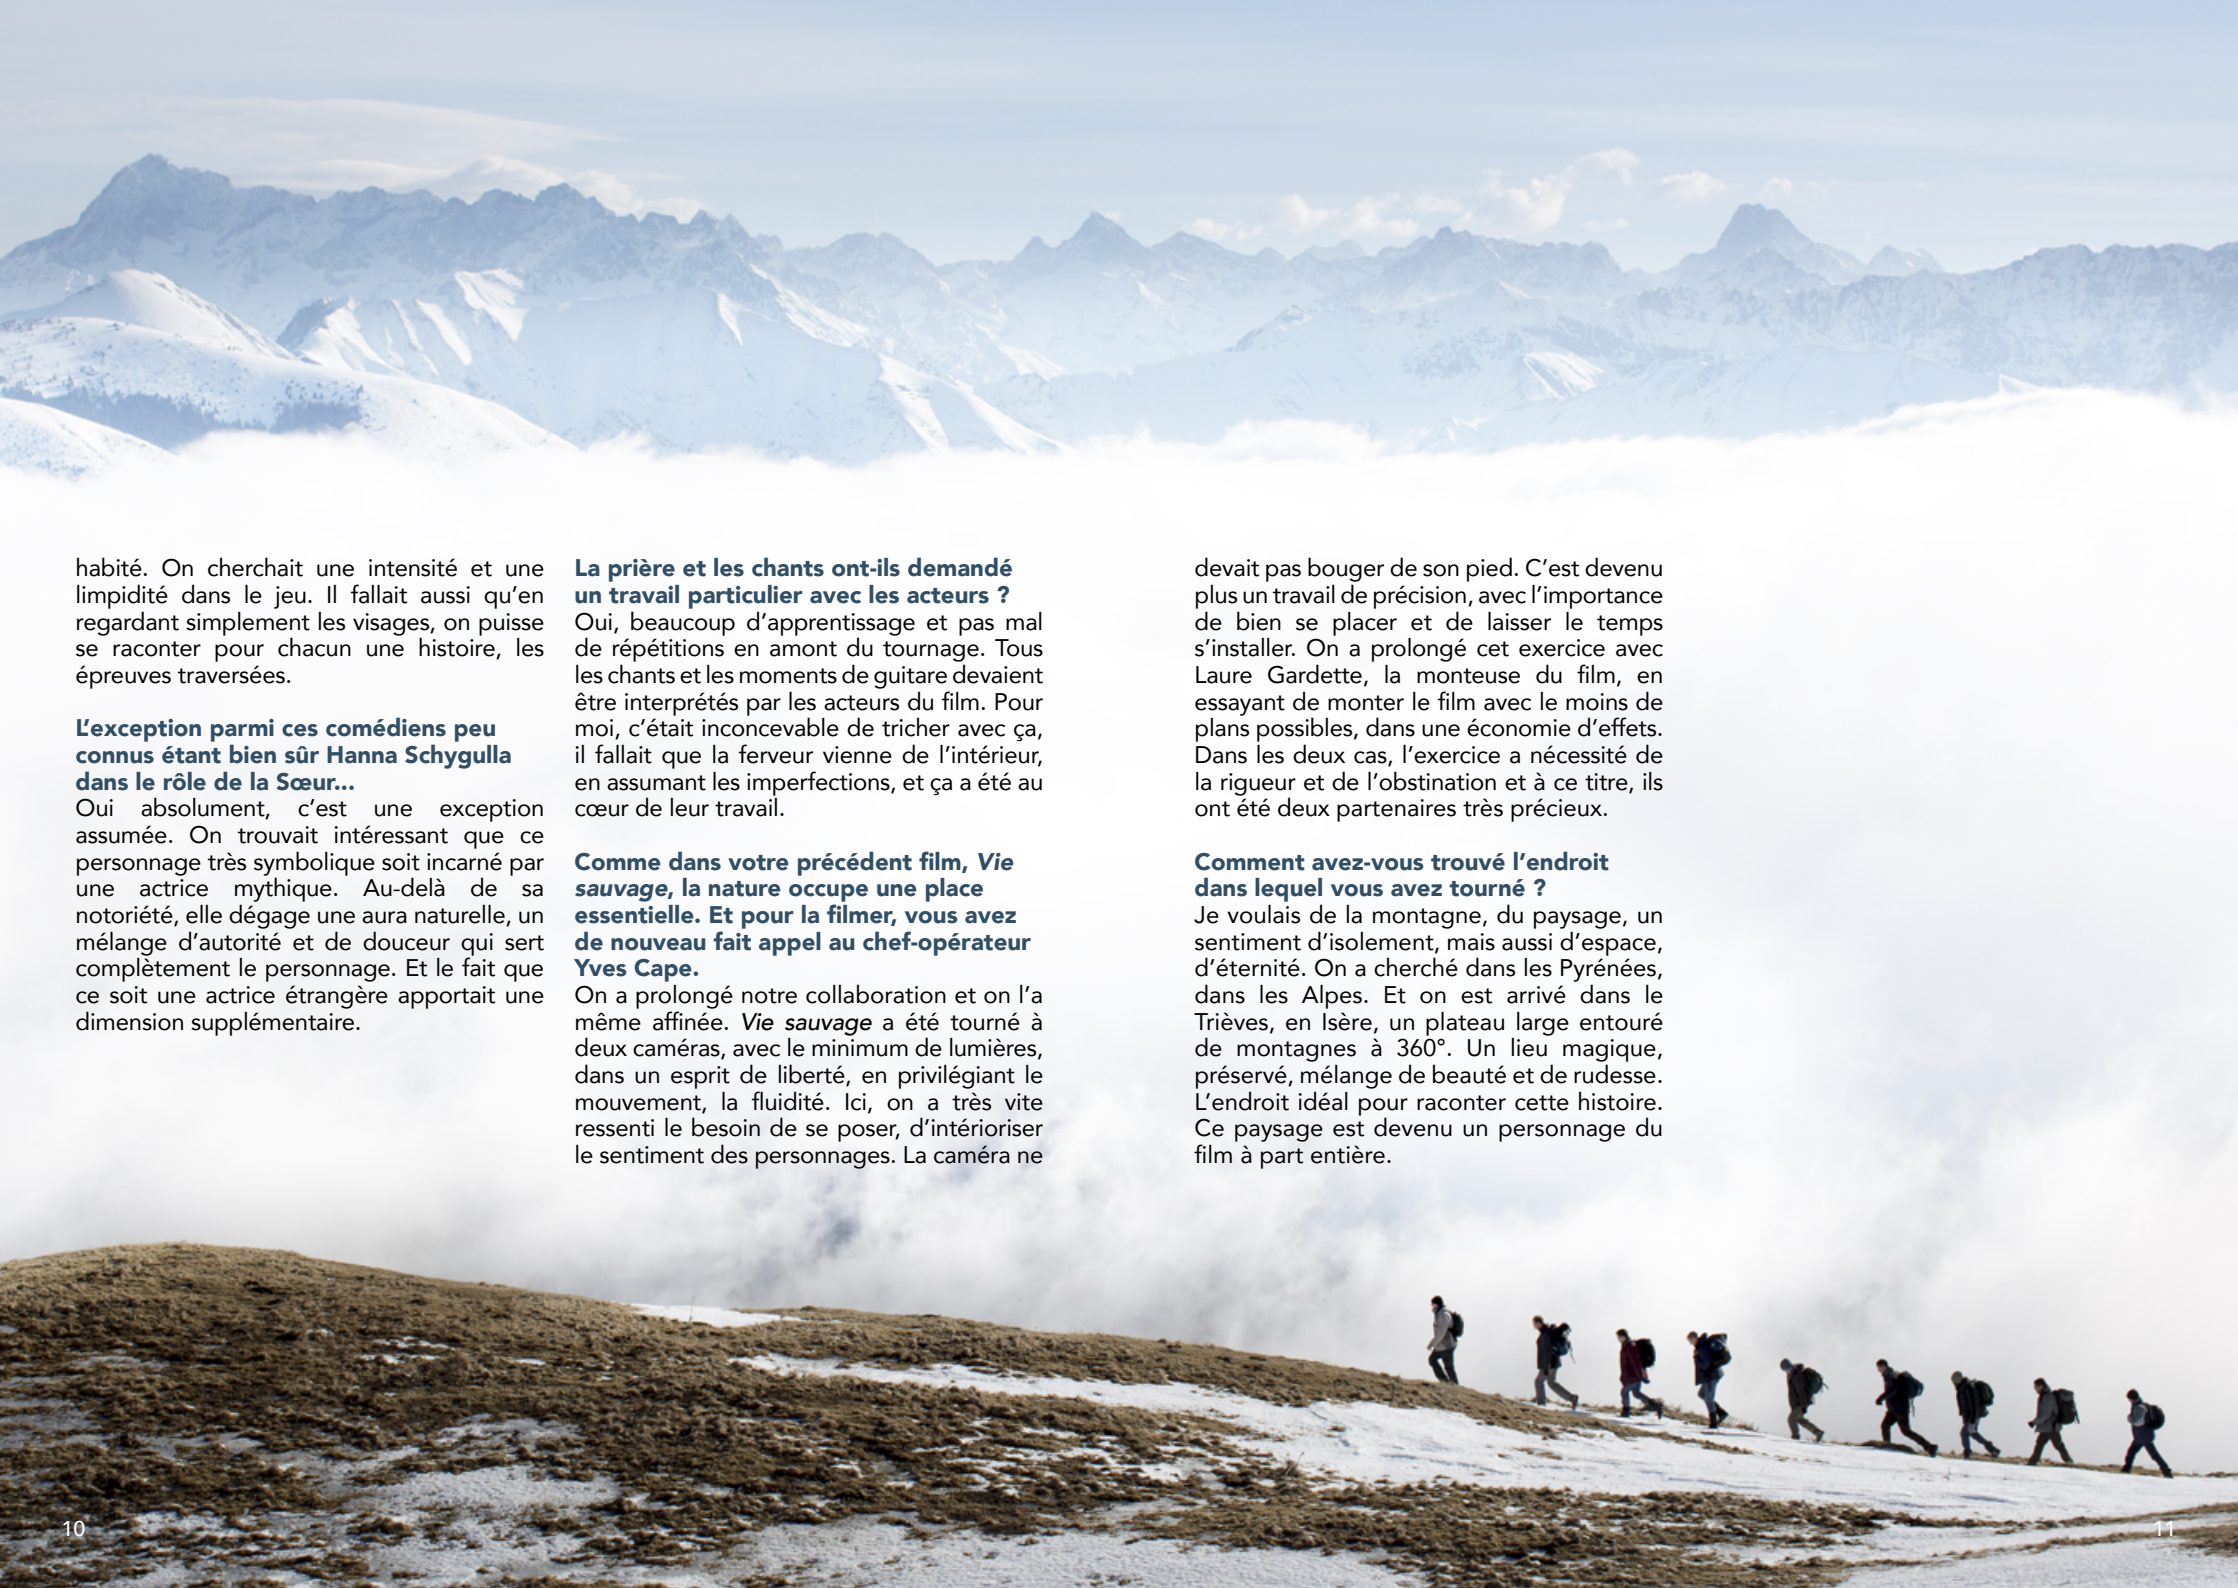 habité. On cherchait une intensité et une
limpidité dans le jeu. Il fallait aussi qu’en
regardant simplement les visages, on puisse
se raconter pour chacun une histoire, les
épreuves traversées.
L’exception parmi ces comédiens peu
connus étant bien sûr Hanna Schygulla
dans le rôle de la Sœur...
Oui absolument, c’est une exception
assumée. On trouvait intéressant que ce
personnage très symbolique soit incarné par
une actrice mythique. Au-delà de sa
notoriété, elle dégage une aura naturelle, un
mélange d’autorité et de douceur qui sert
complètement le personnage. Et le fait que
ce soit une actrice étrangère apportait une
dimension supplémentaire.
La prière et les chants ont-ils demandé
un travail particulier avec les acteurs ?
Oui, beaucoup d’apprentissage et pas mal
de répétitions en amont du tournage. Tous
les chants et les moments de guitare devaient
être interprétés par les acteurs du film. Pour
moi, c’était inconcevable de tricher avec ça,
il fallait que la ferveur vienne de l’intérieur,
en assumant les imperfections, et ça a été au
cœur de leur travail.
Comme dans votre précédent film, Vie
sauvage, la nature occupe une place
essentielle. Et pour la filmer, vous avez
de nouveau fait appel au chef-opérateur
Yves Cape.
On a prolongé notre collaboration et on l’a
même affinée. Vie sauvage a été tourné à
deux caméras, avec le minimum de lumières,
dans un esprit de liberté, en privilégiant le
mouvement, la fluidité. Ici, on a très vite
ressenti le besoin de se poser, d’intérioriser
le sentiment des personnages. La caméra ne
devait pas bouger de son pied. C’est devenu
plus un travail de précision, avec l’importance
de bien se placer et de laisser le temps
s’installer. On a prolongé cet exercice avec
Laure Gardette, la monteuse du film, en
essayant de monter le film avec le moins de
plans possibles, dans une économie d’effets.
Dans les deux cas, l’exercice a nécessité de
la rigueur et de l’obstination et à ce titre, ils
ont été deux partenaires très précieux.
Comment avez-vous trouvé l’endroit
dans lequel vous avez tourné ?
Je voulais de la montagne, du paysage, un
sentiment d’isolement, mais aussi d’espace,
d’éternité. On a cherché dans les Pyrénées,
dans les Alpes. Et on est arrivé dans le
Trièves, en Isère, un plateau large entouré
de montagnes à 360°. Un lieu magique,
préservé, mélange de beauté et de rudesse.
L’endroit idéal pour raconter cette histoire.
Ce paysage est devenu un personnage du
film à part entière.
10
11